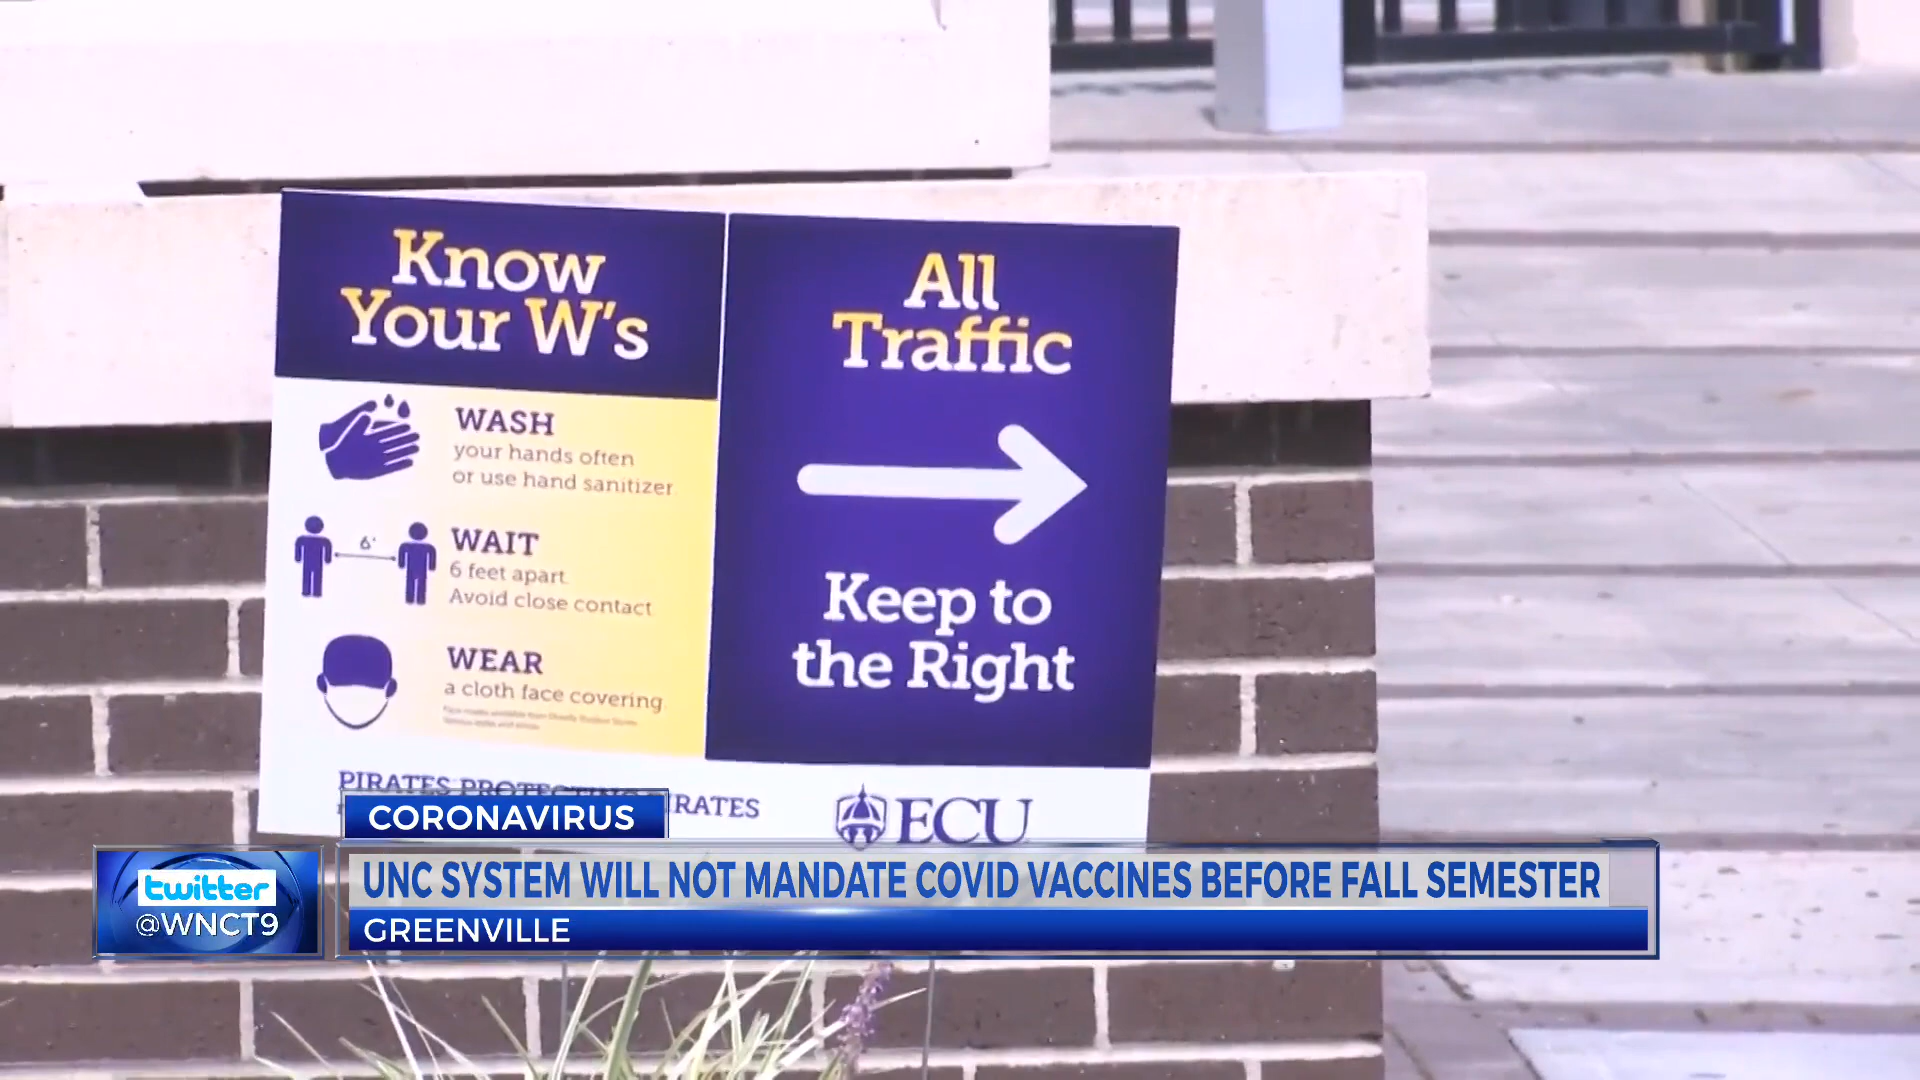 Know
Your W's
WASH
your hands often
or use hand sanitizer.
6'
WAIT
6 feet apart.
Avoid close contact.
WEAR
a cloth face covering.
PIRATES PROTECTING PIRATES
All
Traffic
Keep to
the Right
ECU
CORONAVIRUS
twitter
@WNCT9
UNC SYSTEM WILL NOT MANDATE COVID VACCINES BEFORE FALL SEMESTER
GREENVILLE